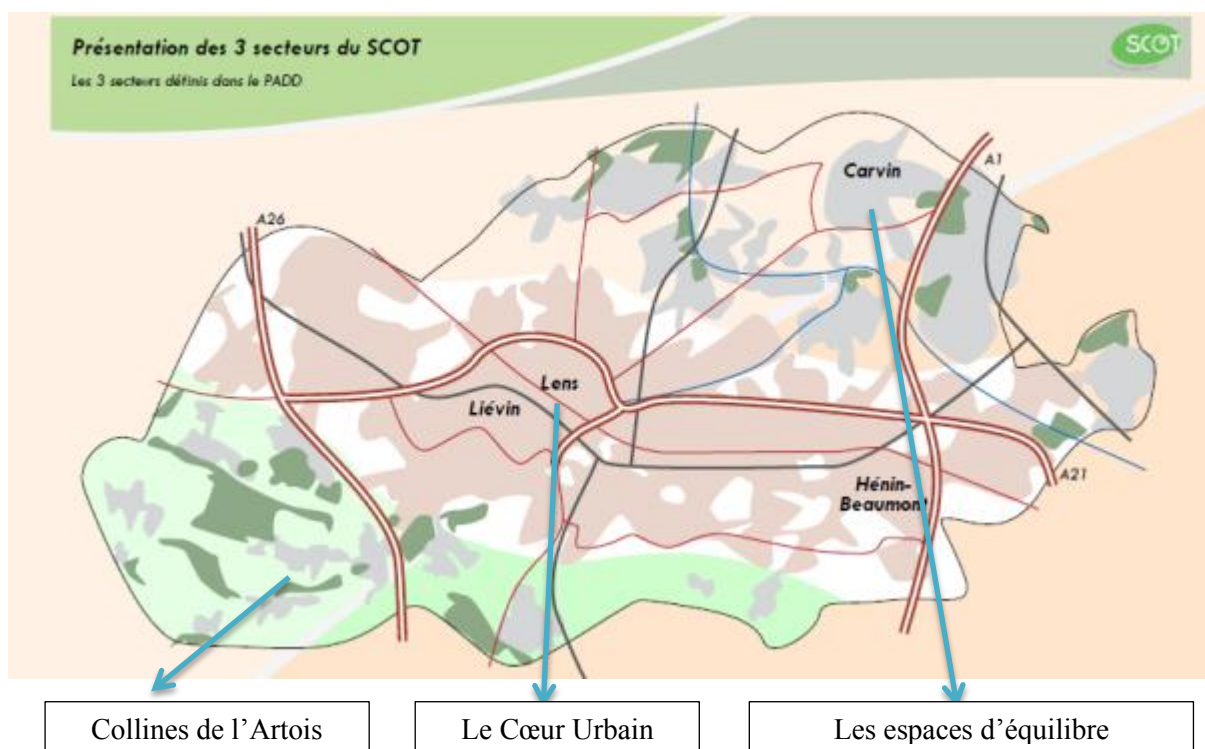 Présentation des 3 secteurs du SCOT
Les 3 secteurs définis dans le PADD
SCOT
Carvin
A1
A26
Lens
Liévin
Hénin-
Beaumont
A21
Collines de l’Artois
Le Cœur Urbain
Les espaces d’équilibre